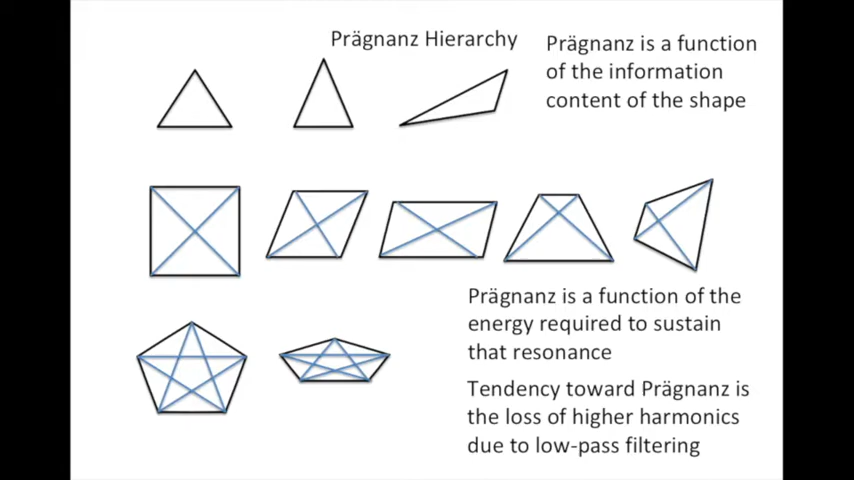 Prägnanz Hierarchy
Prägnanz is a function
of the information
content of the shape
Prägnanz is a function of the
energy required to sustain
that resonance
Tendency toward Prägnanz is
the loss of higher harmonics
due to low-pass filtering